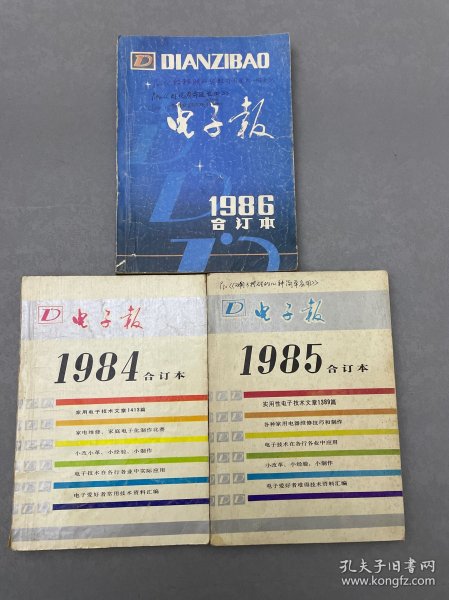 DIANZIBAO
电子报
1986
合订本
电子报
1984合订本
家用电子技术文章1413篇
家电维修、家庭电子化制作比赛
小改小革、小经验、小制作
电子技术在各行各业中实际应用
电子爱好者常用技术资料汇编
电子报
1985合订本
实用性电子技术文章1389篇
各种家用电器维修技巧和制作
电子技术在各行各业中应用
小改革、小经验、小制作
电子爱好者难得技术资料汇编
孔夫子旧书网
www.kongfz.com